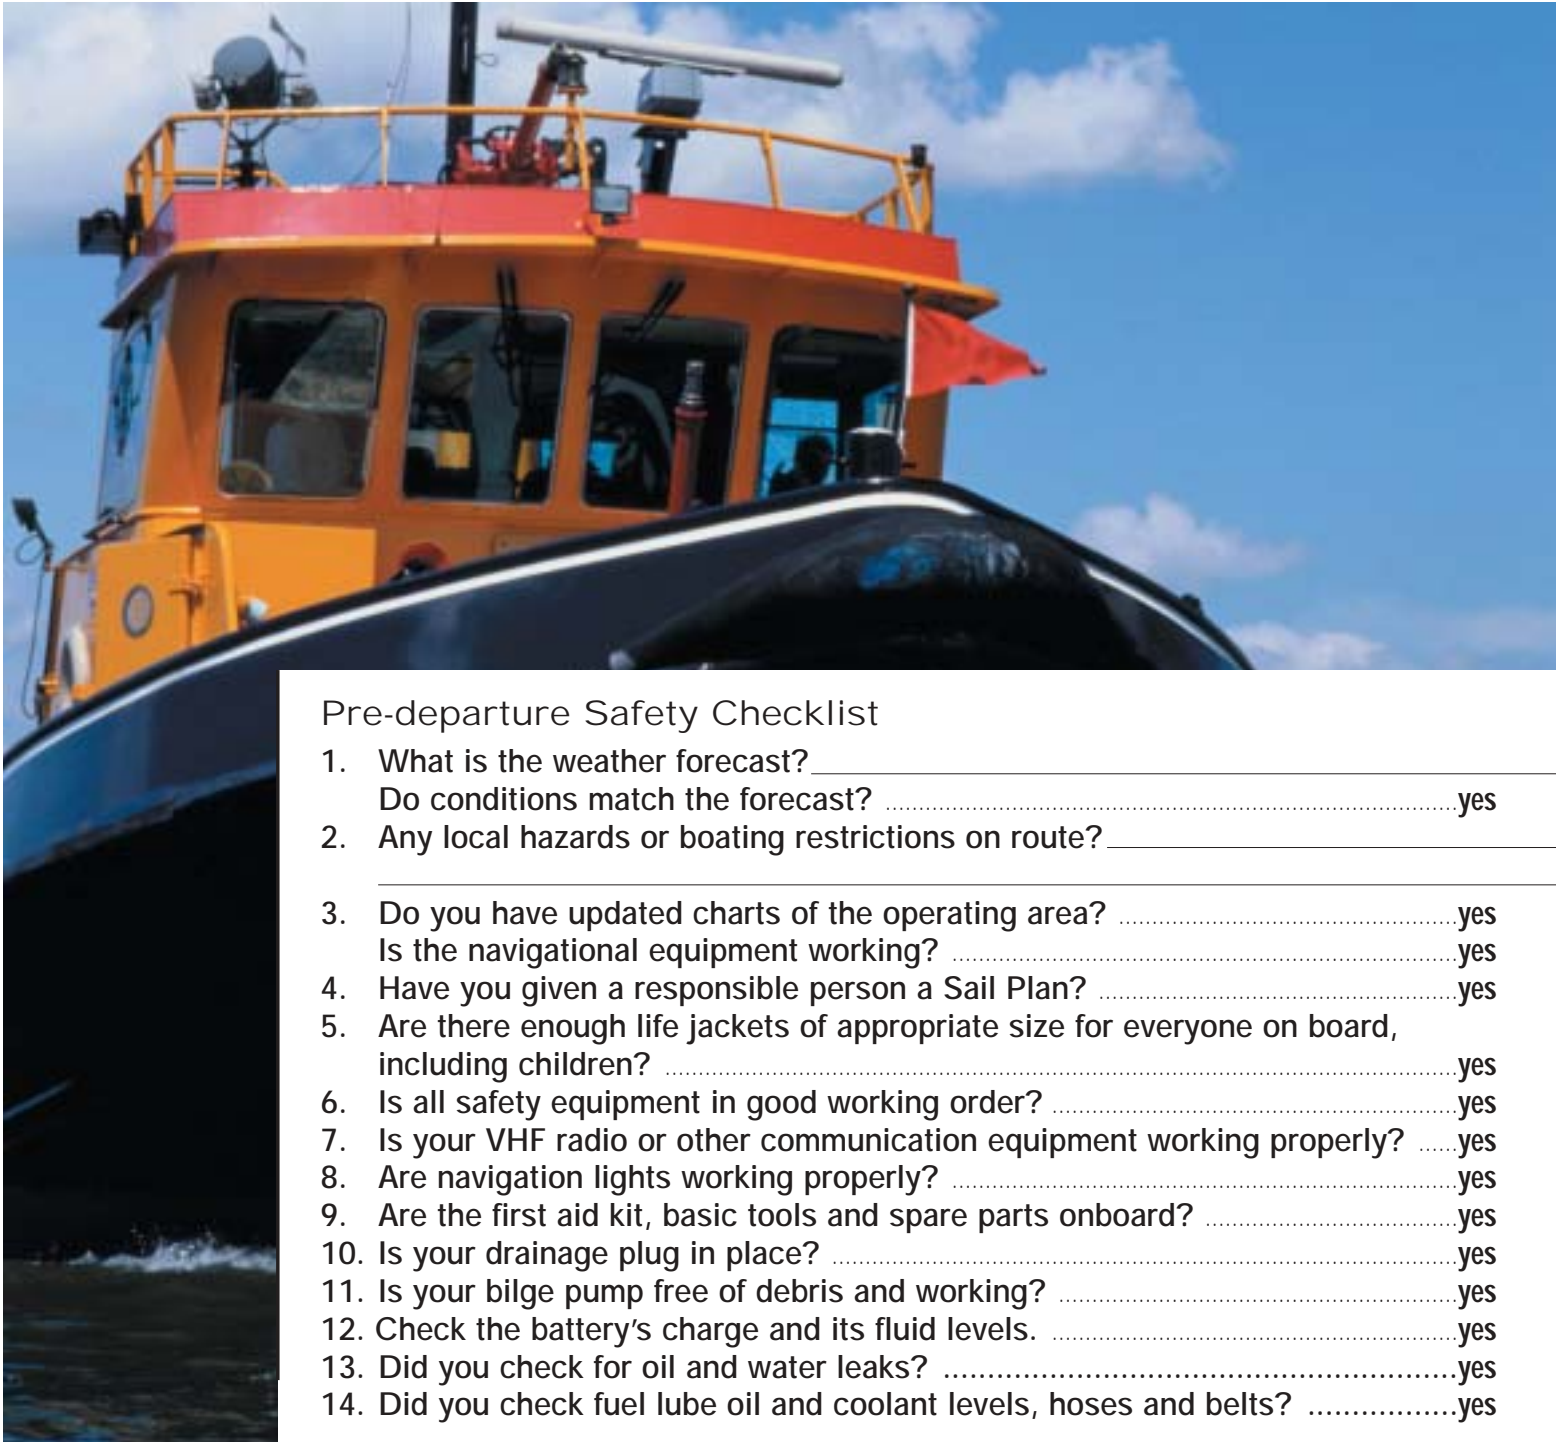 Pre-departure Safety Checklist
1. What is the weather forecast?
Do conditions match the forecast? yes
2. Any local hazards or boating restrictions on route?
3. Do you have updated charts of the operating area? yes
Is the navigational equipment working? yes
4. Have you given a responsible person a Sail Plan? yes
5. Are there enough life jackets of appropriate size for everyone on board,
including children? yes
6. Is all safety equipment in good working order? yes
7. Is your VHF radio or other communication equipment working properly? yes
8. Are navigation lights working properly? yes
9. Are the first aid kit, basic tools and spare parts onboard? yes
10. Is your drainage plug in place? yes
11. Is your bilge pump free of debris and working? yes
12. Check the battery’s charge and its fluid levels. yes
13. Did you check for oil and water leaks? yes
14. Did you check fuel lube oil and coolant levels, hoses and belts? yes